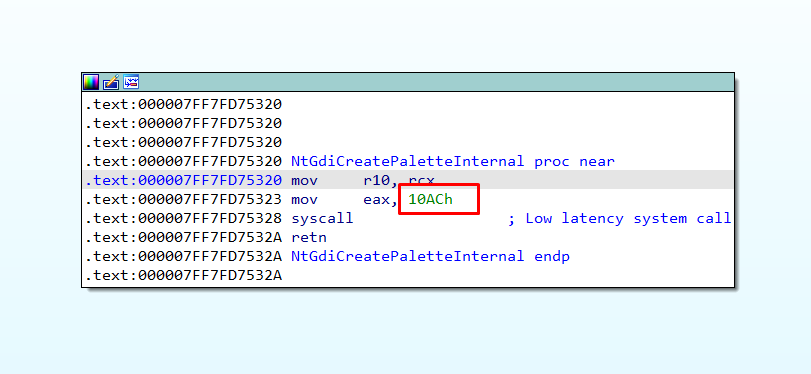 .text:000007FF7FD75320
.text:000007FF7FD75320
.text:000007FF7FD75320
.text:000007FF7FD75320 NtGdiCreatePaletteInternal proc near
.text:000007FF7FD75320 mov     r10, rcx
.text:000007FF7FD75323 mov     eax, 10ACh
.text:000007FF7FD75328 syscall                 ; Low latency system call
.text:000007FF7FD7532A retn
.text:000007FF7FD7532A NtGdiCreatePaletteInternal endp
.text:000007FF7FD7532A